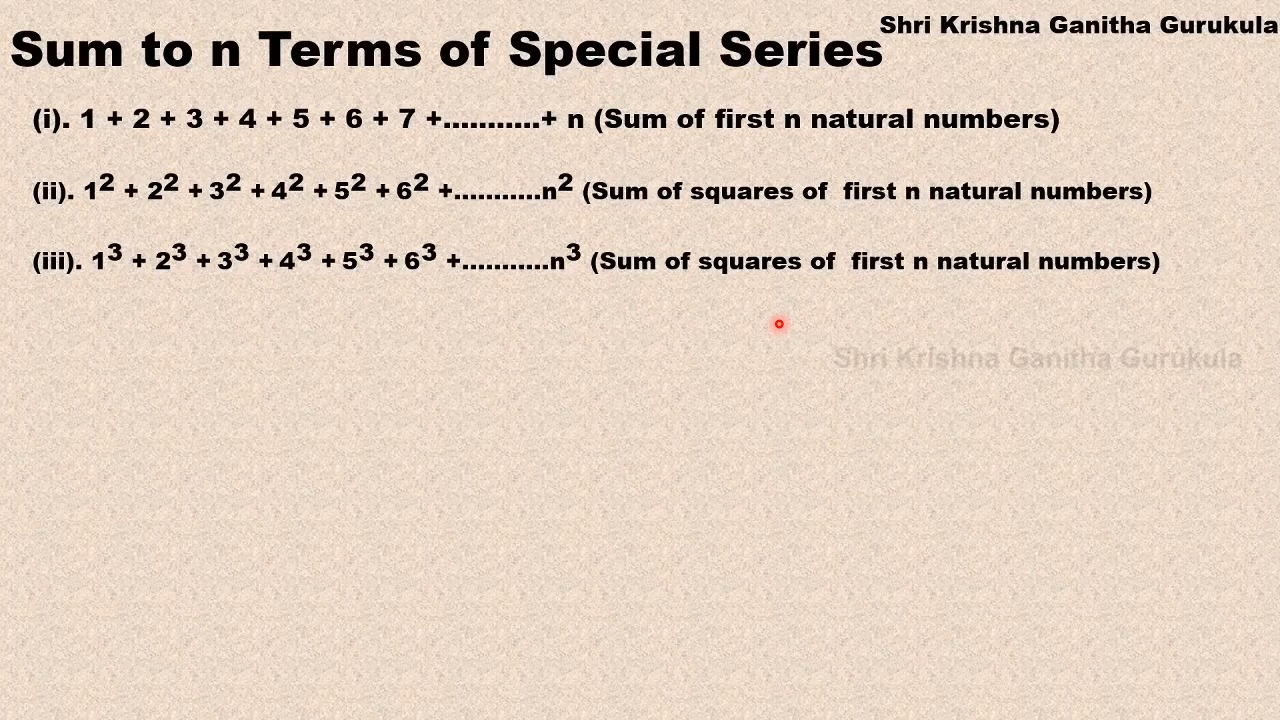 Shri Krishna Ganitha Gurukula
Sum to n Terms of Special Series
(i). 1 + 2 + 3 + 4 + 5 + 6 + 7 +...........+ n (Sum of first n natural numbers)
(ii). 1² + 2² + 3² + 4² + 5² + 6² +...........n² (Sum of squares of  first n natural numbers)
(iii). 1³ + 2³ + 3³ + 4³ + 5³ + 6³ +...........n³ (Sum of squares of  first n natural numbers)
Shri Krishna Ganitha Gurukula